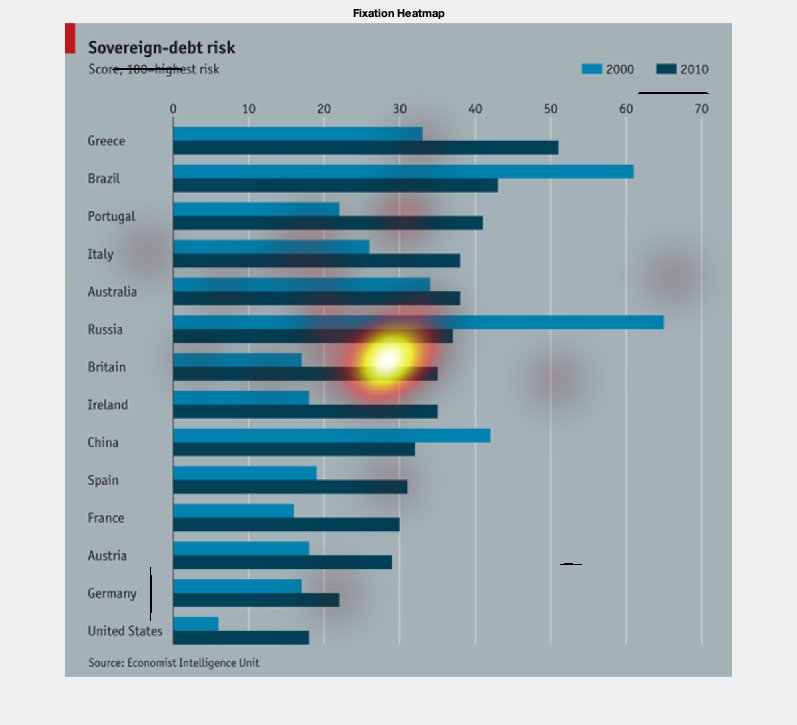 Fixation Heatmap
Sovereign-debt risk
Score, 100=highest risk
2000 2010
0 10 20 30 40 50 60 70
Greece
Brazil
Portugal
Italy
Australia
Russia
Britain
Ireland
China
Spain
France
Austria
Germany
United States
Source: Economist Intelligence Unit